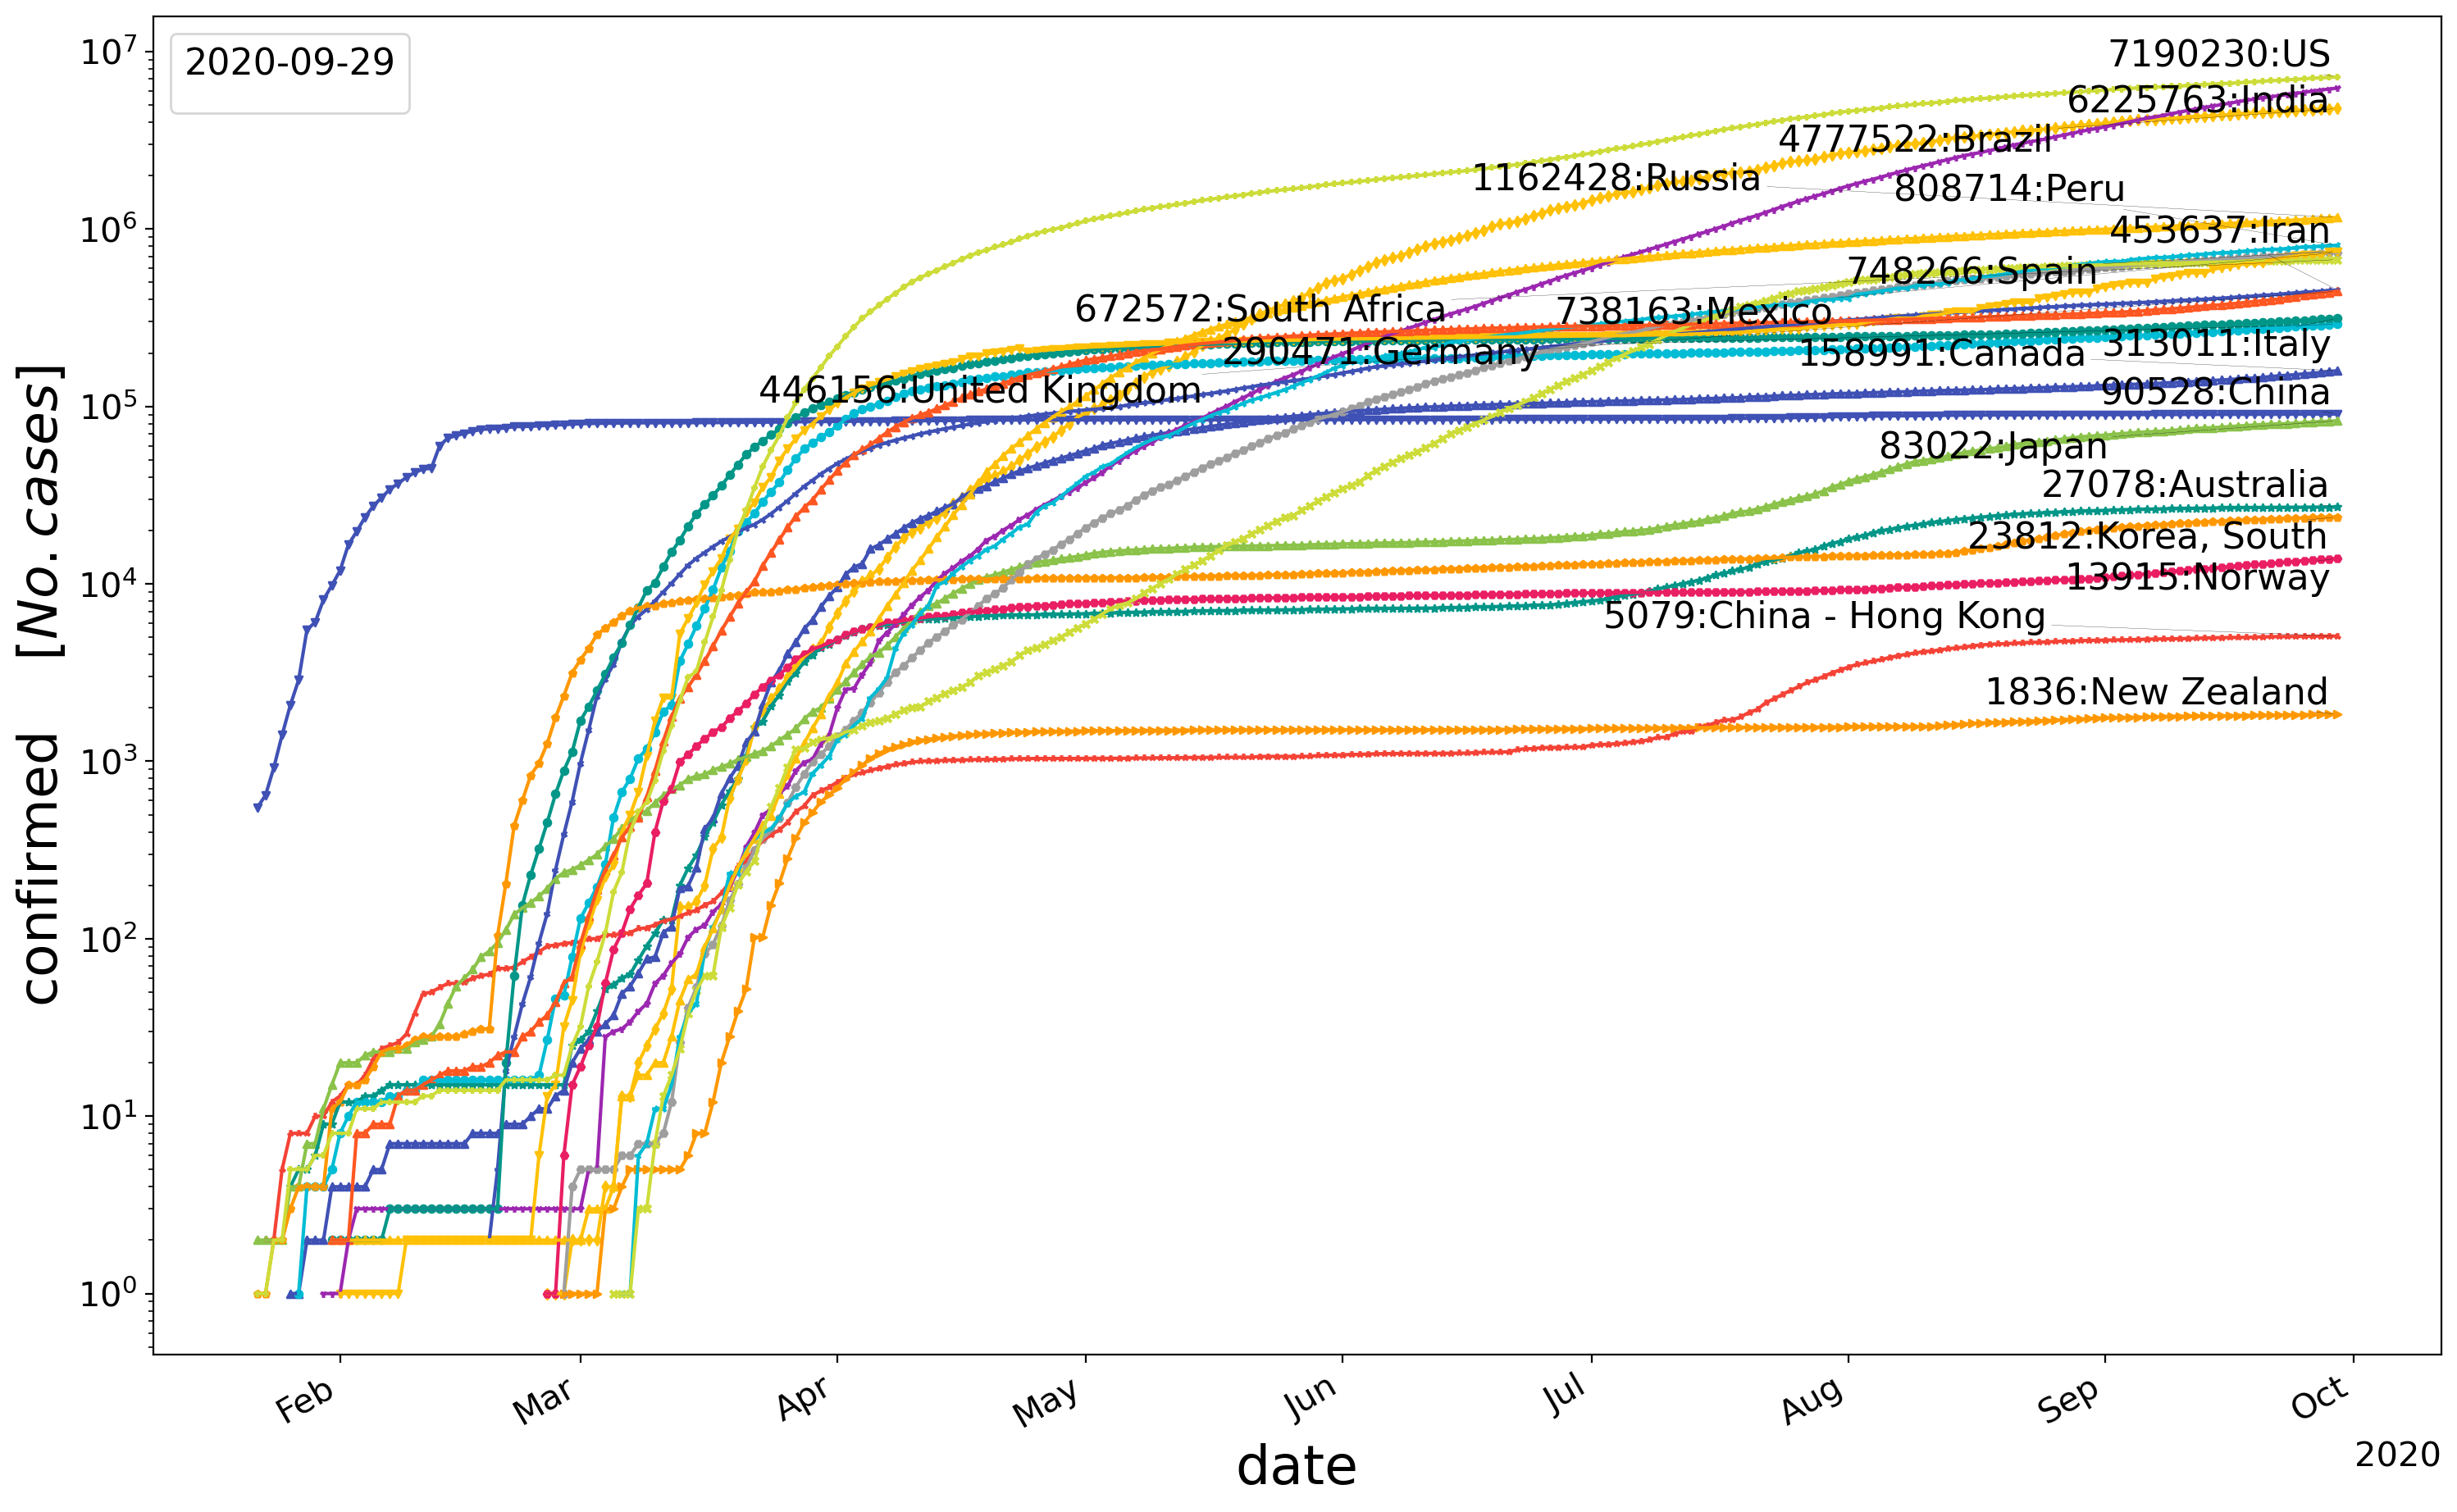 2020-09-29
10^7
10^6
10^5
10^4
10^3
10^2
10^1
10^0
confirmed [No.cases]
7190230:US
6225763:India
4777522:Brazil
1162428:Russia
808714:Peru
453637:Iran
748266:Spain
672572:South Africa
738163:Mexico
313011:Italy
290471:Germany
158991:Canada
446156:United Kingdom
90528:China
83022:Japan
27078:Australia
23812:Korea, South
13915:Norway
5079:China - Hong Kong
1836:New Zealand
Feb
Mar
Apr
May
Jun
Jul
Aug
Sep
Oct
2020
date